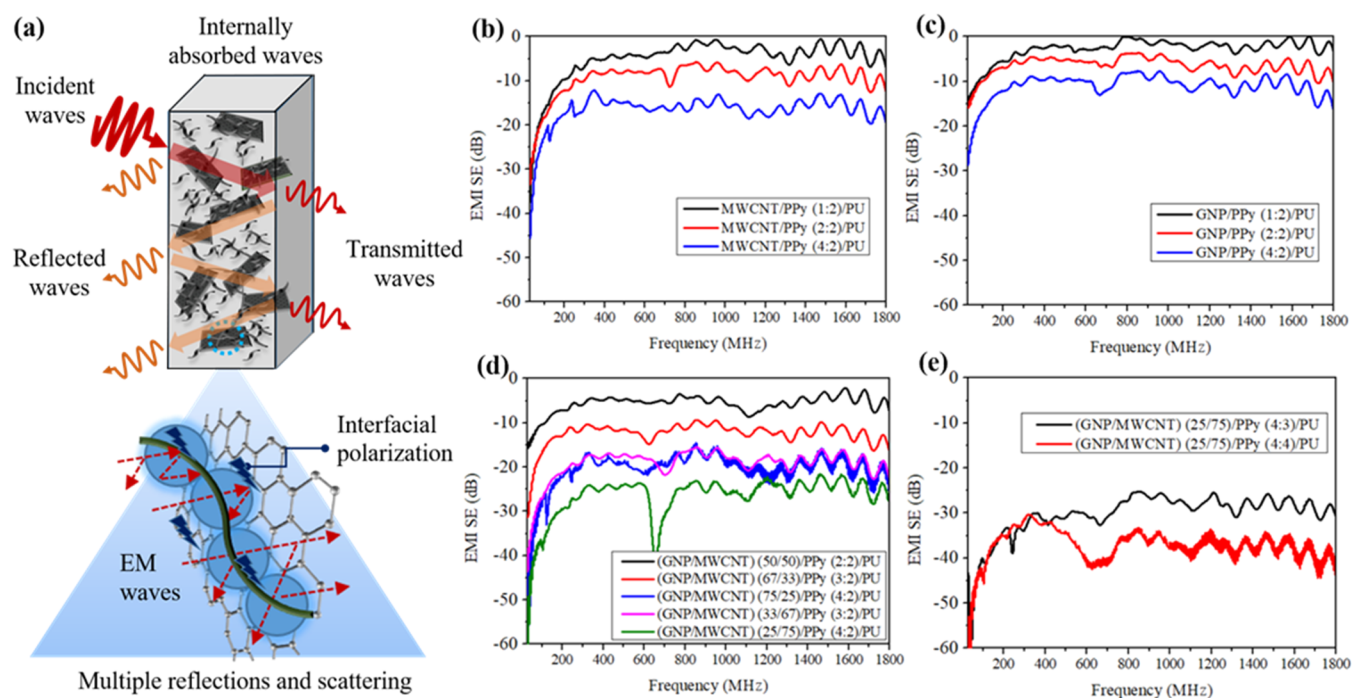 (a)
Internally
absorbed waves
Incident
waves
Reflected
waves
Transmitted
waves
Interfacial
polarization
EM
waves
Multiple reflections and scattering
(b)
EMI SE (dB)
0
-10
-20
-30
-40
-50
-60
MWCNT/PPy (1:2)/PU
MWCNT/PPy (2:2)/PU
MWCNT/PPy (4:2)/PU
200 400 600 800 1000 1200 1400 1600 1800
Frequency (MHz)
(c)
EMI SE (dB)
0
-10
-20
-30
-40
-50
-60
GNP/PPy (1:2)/PU
GNP/PPy (2:2)/PU
GNP/PPy (4:2)/PU
200 400 600 800 1000 1200 1400 1600 1800
Frequency (MHz)
(d)
EMI SE (dB)
0
-10
-20
-30
-40
-50
-60
(GNP/MWCNT) (50/50)/PPy (2:2)/PU
(GNP/MWCNT) (67/33)/PPy (3:2)/PU
(GNP/MWCNT) (75/25)/PPy (4:2)/PU
(GNP/MWCNT) (33/67)/PPy (3:2)/PU
(GNP/MWCNT) (25/75)/PPy (4:2)/PU
200 400 600 800 1000 1200 1400 1600 1800
Frequency (MHz)
(e)
EMI SE (dB)
0
-10
-20
-30
-40
-50
-60
(GNP/MWCNT) (25/75)/PPy (4:3)/PU
(GNP/MWCNT) (25/75)/PPy (4:4)/PU
200 400 600 800 1000 1200 1400 1600 1800
Frequency (MHz)